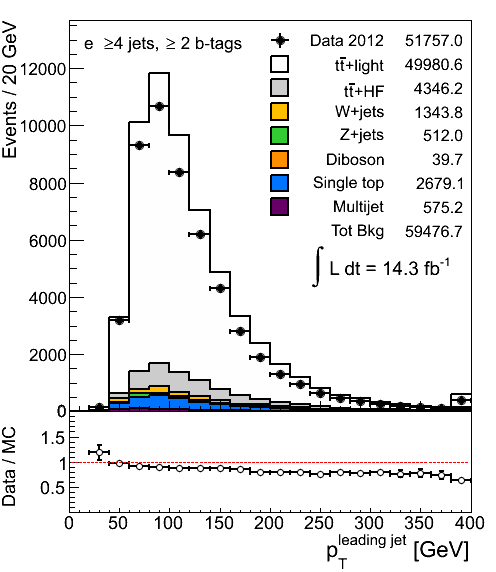 e ≥4 jets, ≥ 2 b-tags
Data 2012 51757.0
tt̅+light 49980.6
tt̅+HF 4346.2
W+jets 1343.8
Z+jets 512.0
Diboson 39.7
Single top 2679.1
Multijet 575.2
Tot Bkg 59476.7
∫ L dt = 14.3 fb⁻¹
Events / 20 GeV
12000
10000
8000
6000
4000
2000
0
Data / MC
1.5
1
0.5
0 50 100 150 200 250 300 350 400
p_T^leading jet [GeV]